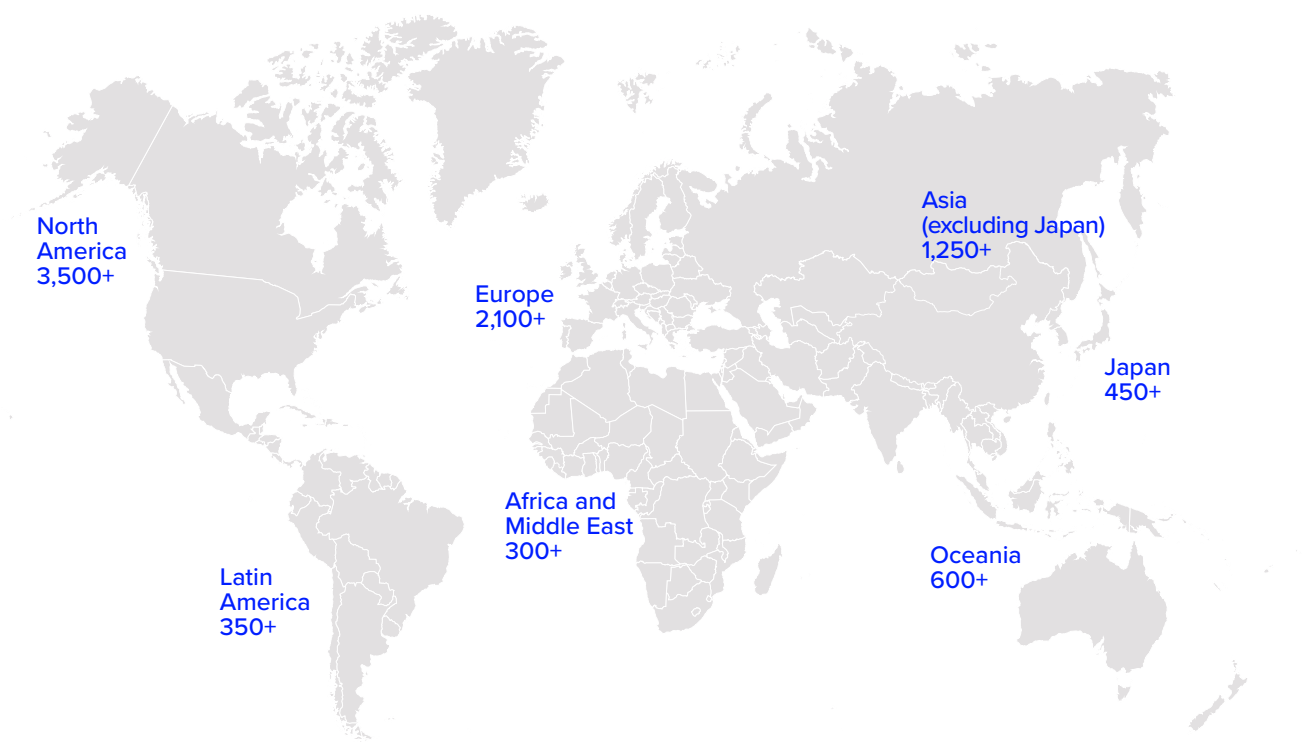 North
America
3,500+
Asia
(excluding Japan)
1,250+
Europe
2,100+
Japan
450+
Africa and
Middle East
300+
Oceania
600+
Latin
America
350+